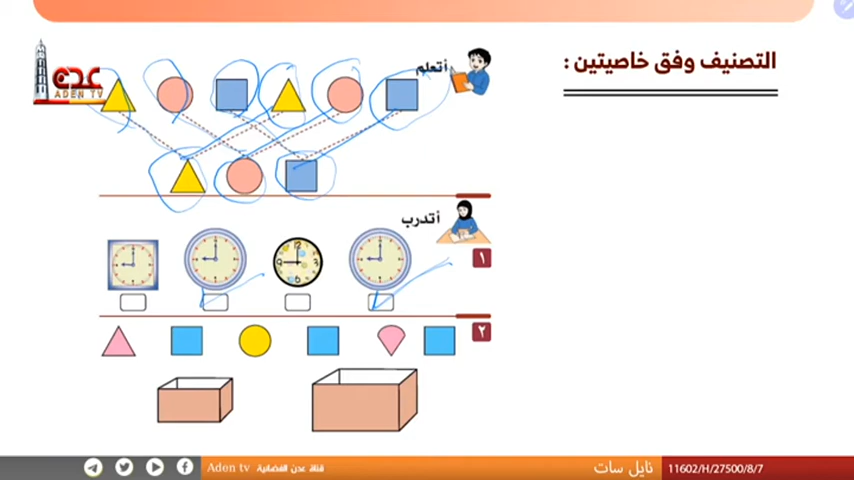 التصنيف وفق خاصيتين :
أتعلم
عدن
ADEN TV
أتدرب
١
٢
Aden tv قناة عدن الفضائية
نايل سات
11602/H/27500/8/7